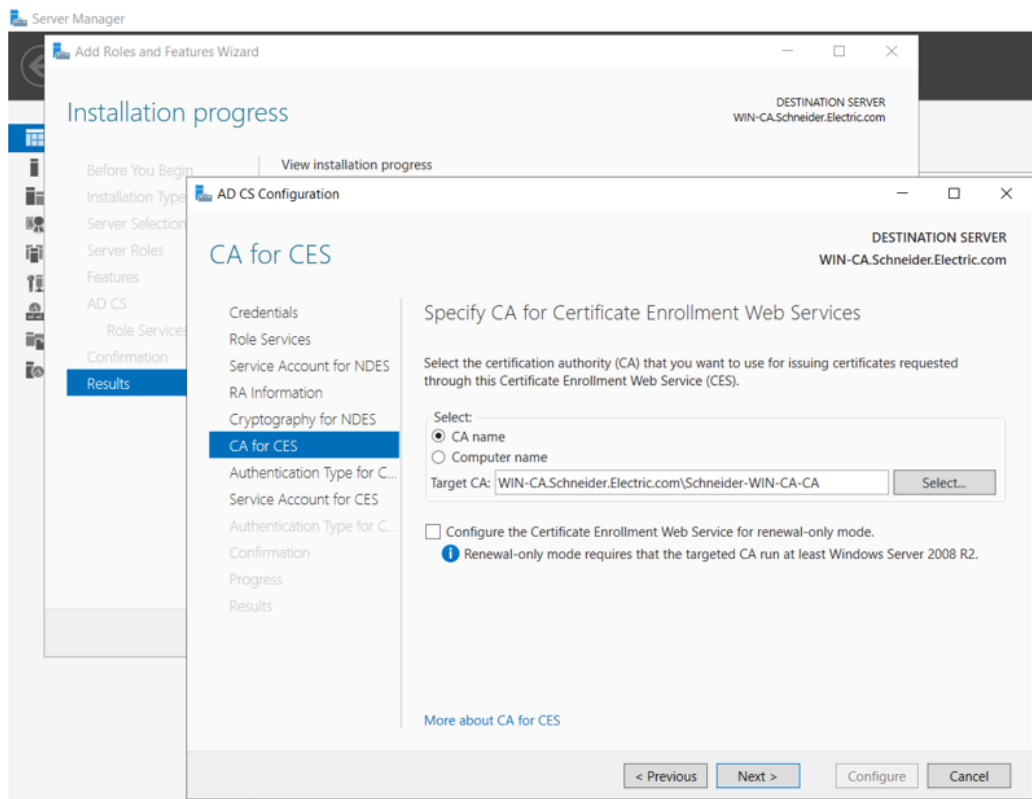 Server Manager
Add Roles and Features Wizard
Installation progress
DESTINATION SERVER
WIN-CA.Schneider.Electric.com
Before You Begin
Installation Type
Server Selection
Server Roles
Features
AD CS
Role Services
Confirmation
Results
View installation progress
AD CS Configuration
CA for CES
DESTINATION SERVER
WIN-CA.Schneider.Electric.com
Credentials
Role Services
Service Account for NDES
RA Information
Cryptography for NDES
CA for CES
Authentication Type for C...
Service Account for CES
Authentication Type for C...
Confirmation
Progress
Results
Specify CA for Certificate Enrollment Web Services
Select the certification authority (CA) that you want to use for issuing certificates requested
through this Certificate Enrollment Web Service (CES).
Select:
CA name
Computer name
Target CA: WIN-CA.Schneider.Electric.com\Schneider-WIN-CA-CA Select...
Configure the Certificate Enrollment Web Service for renewal-only mode.
Renewal-only mode requires that the targeted CA run at least Windows Server 2008 R2.
More about CA for CES
< Previous Next > Configure Cancel